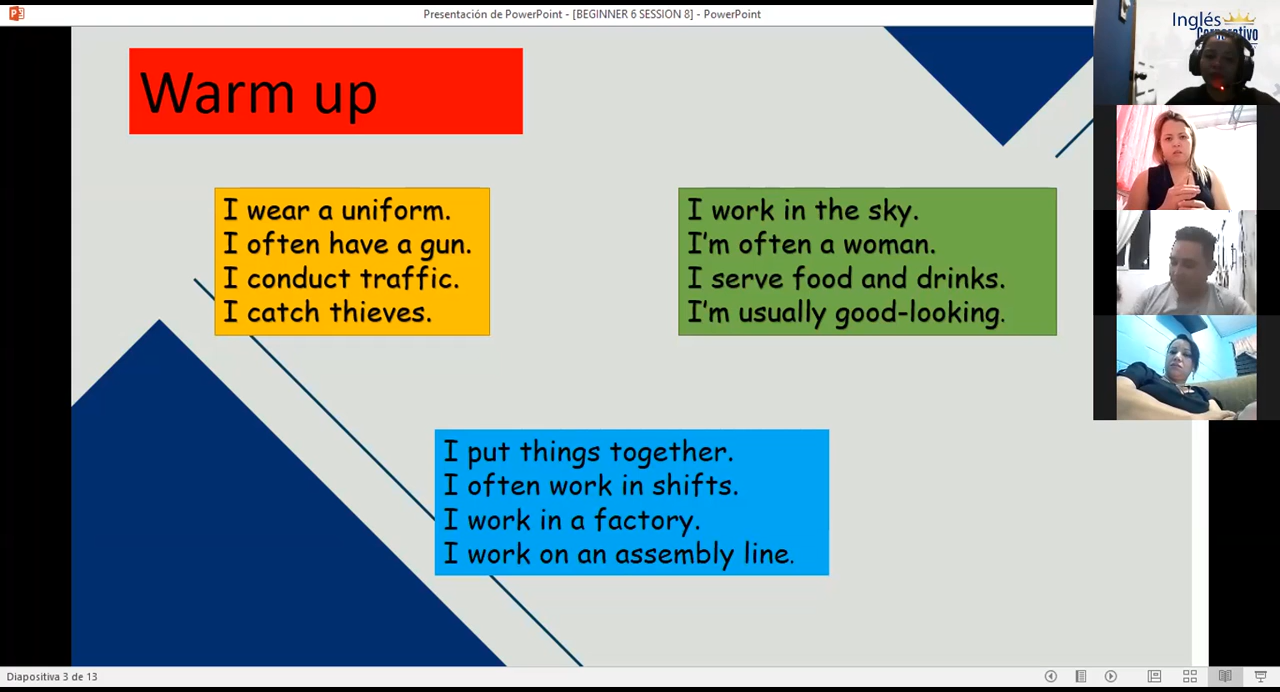 Presentación de PowerPoint - [BEGINNER 6 SESSION 8] - PowerPoint
Inglés
Corporativo
Warm up
I wear a uniform.
I often have a gun.
I conduct traffic.
I catch thieves.
I work in the sky.
I'm often a woman.
I serve food and drinks.
I'm usually good-looking.
I put things together.
I often work in shifts.
I work in a factory.
I work on an assembly line.
Diapositiva 3 de 13